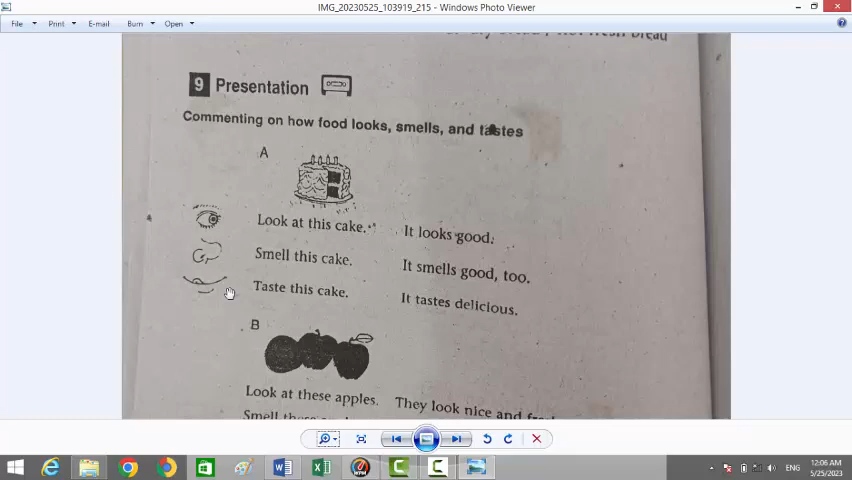 IMG_20230525_103919_215 - Windows Photo Viewer
File Print E-mail Burn Open
9 Presentation
Commenting on how food looks, smells, and tastes
A
Look at this cake. It looks good.
Smell this cake. It smells good, too.
Taste this cake. It tastes delicious.
B
Look at these apples. They look nice and
Smell these
ENG
12:06 AM
5/25/2023